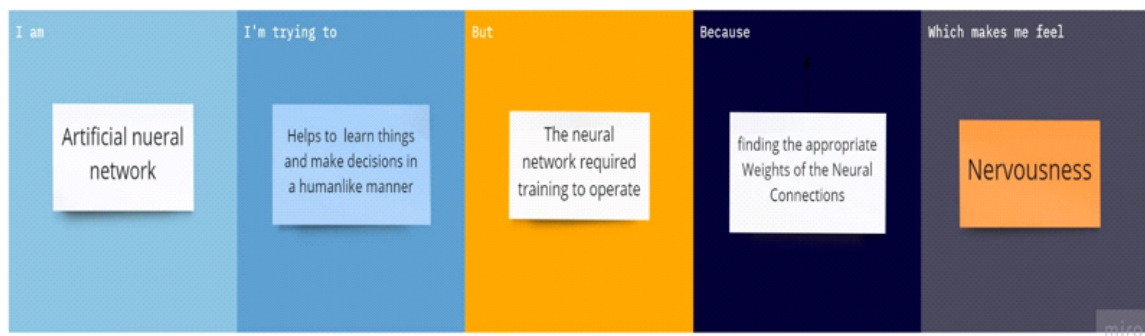 I am
Artificial nueral
network
I'm trying to
Helps to learn things
and make decisions in
a humanlike manner
But
The neural
network required
training to operate
Because
finding the appropriate
Weights of the Neural
Connections
Which makes me feel
Nervousness
miro